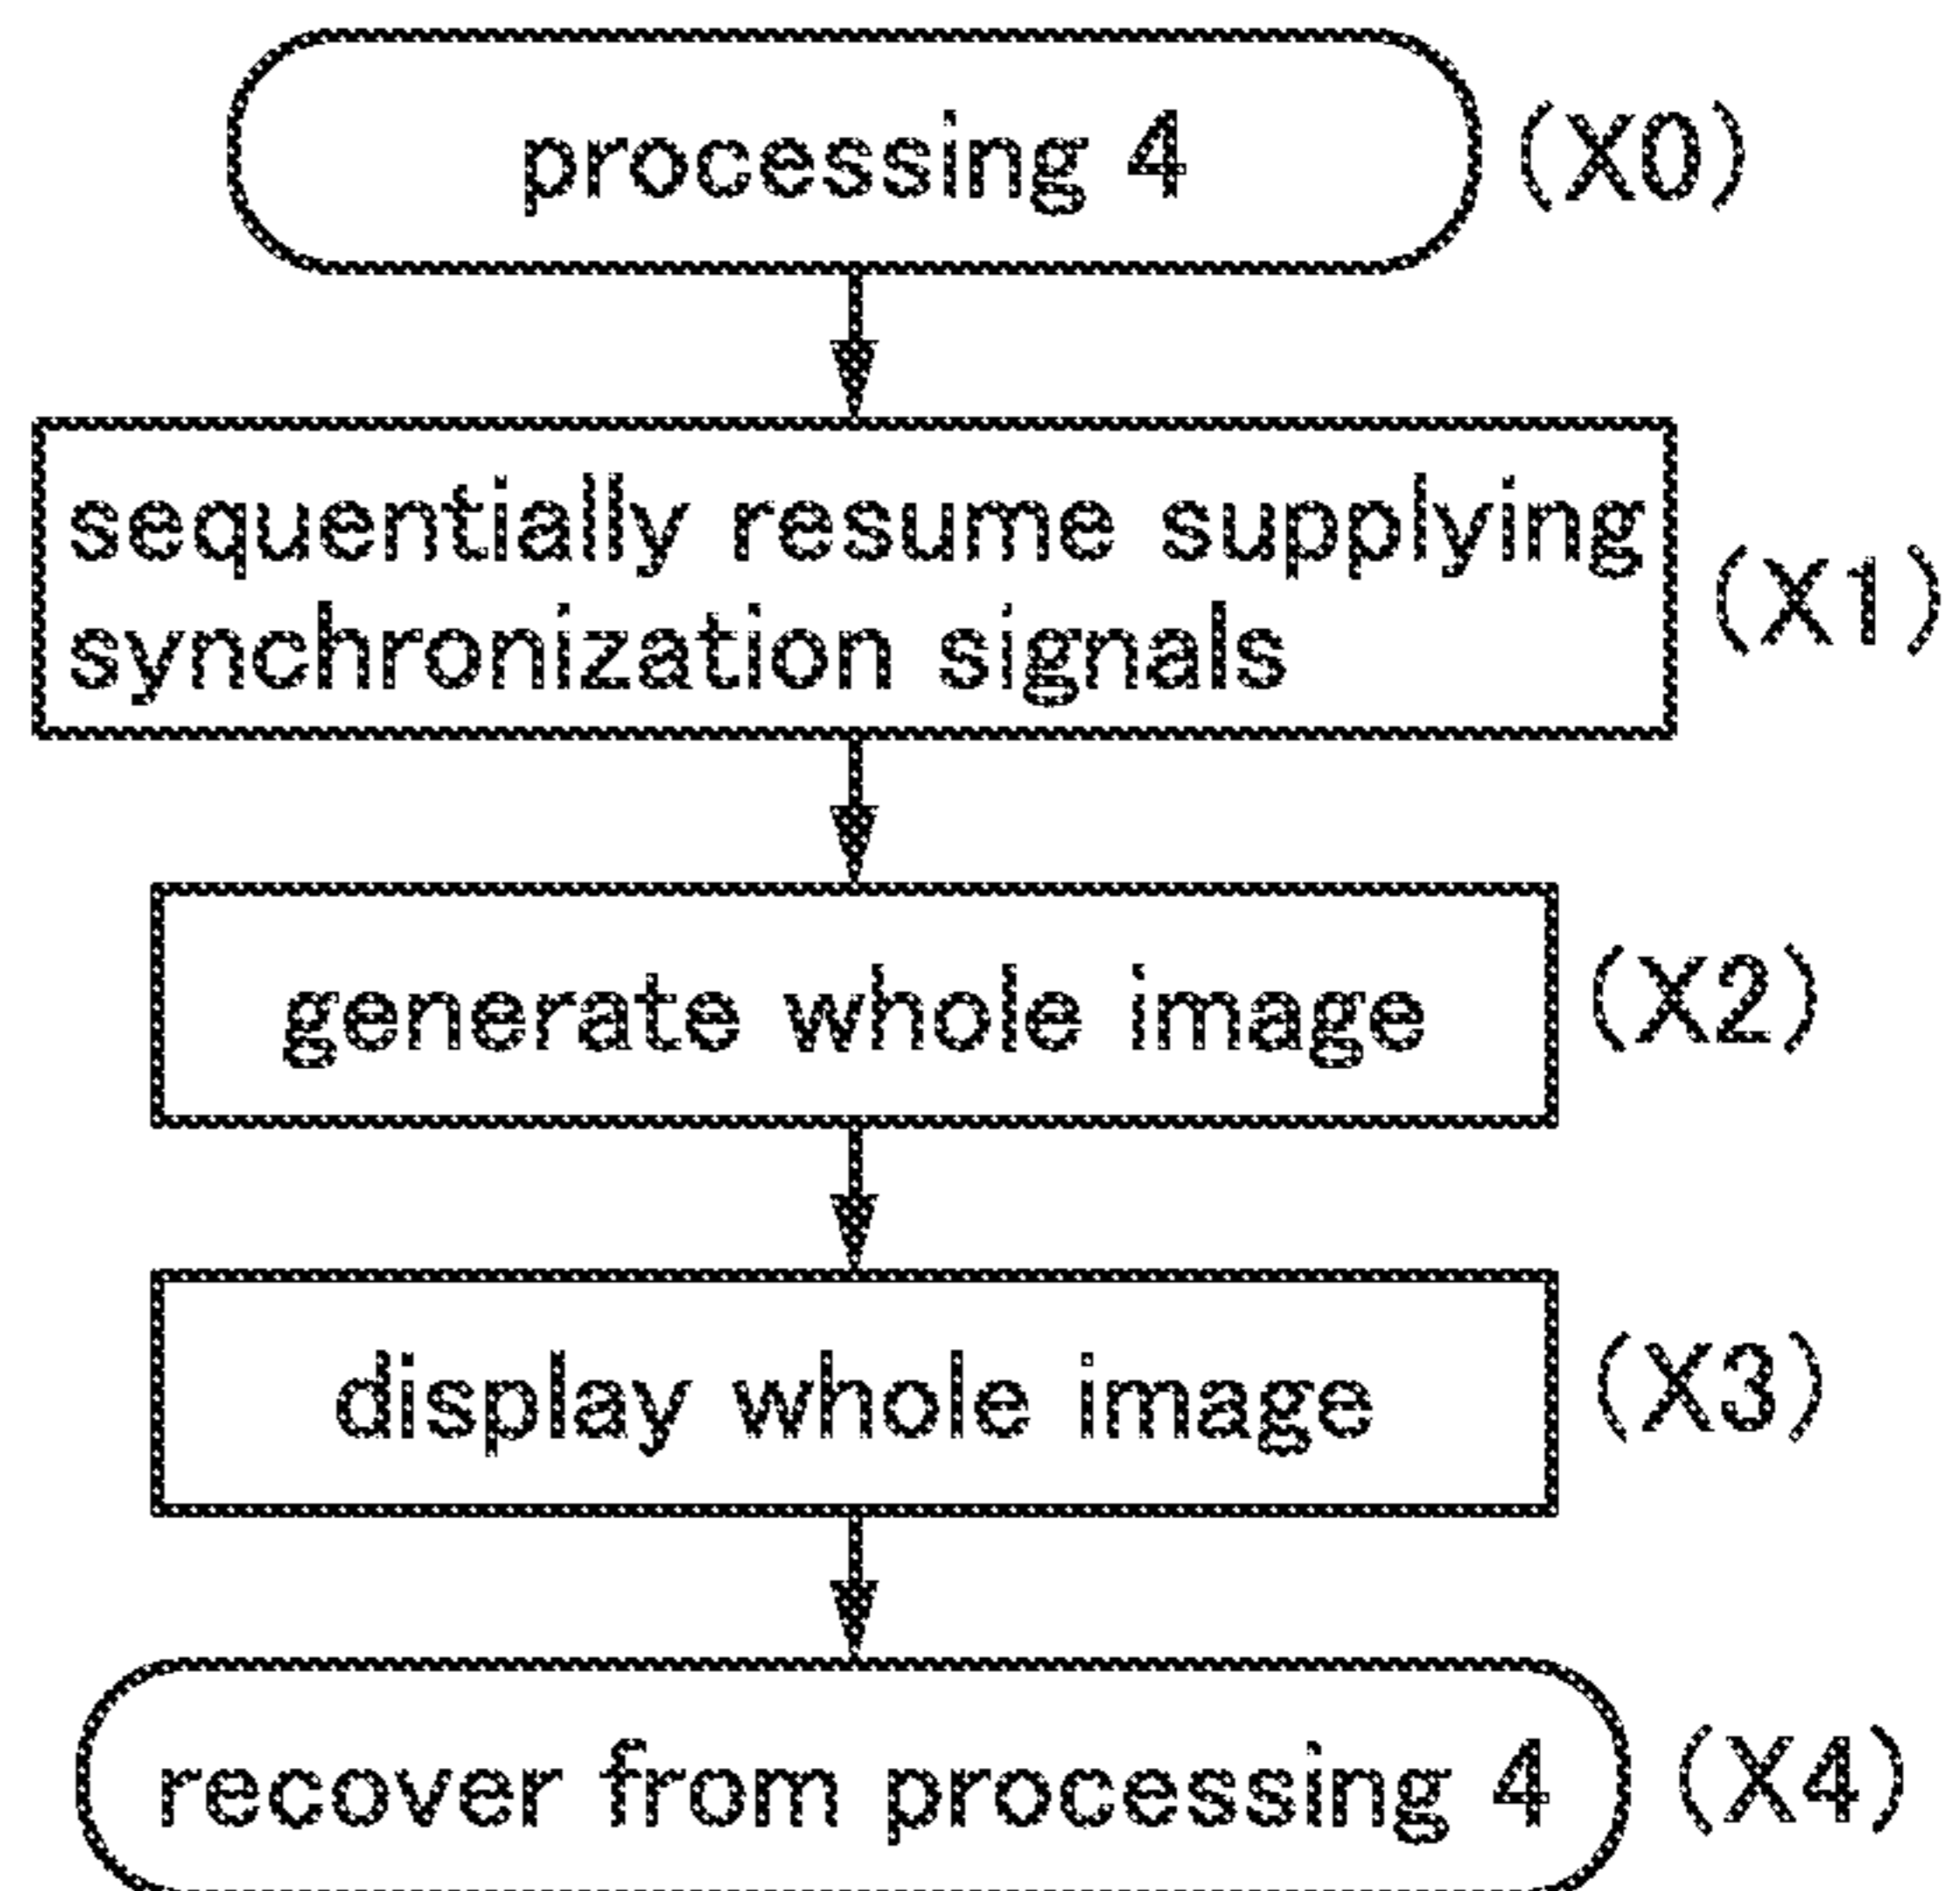 processing 4 (X0)
sequentially resume supplying
synchronization signals
(X1)
generate whole image (X2)
display whole image (X3)
recover from processing 4 (X4)